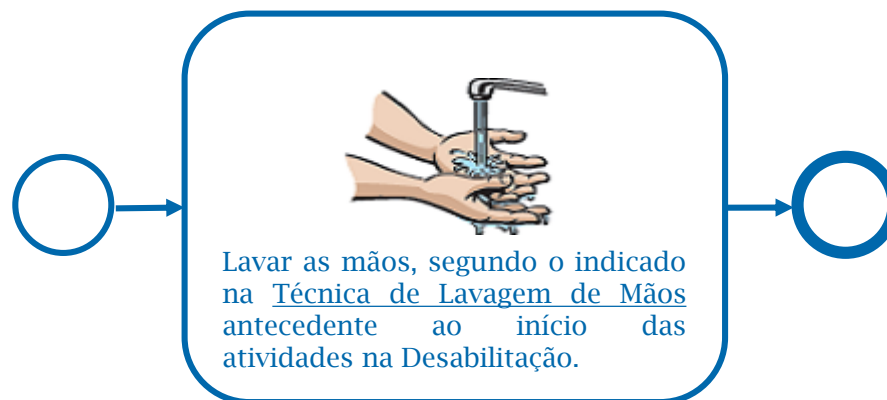 Lavar as mãos, segundo o indicado
na Técnica de Lavagem de Mãos
antecedente ao início das
atividades na Desabilitação.